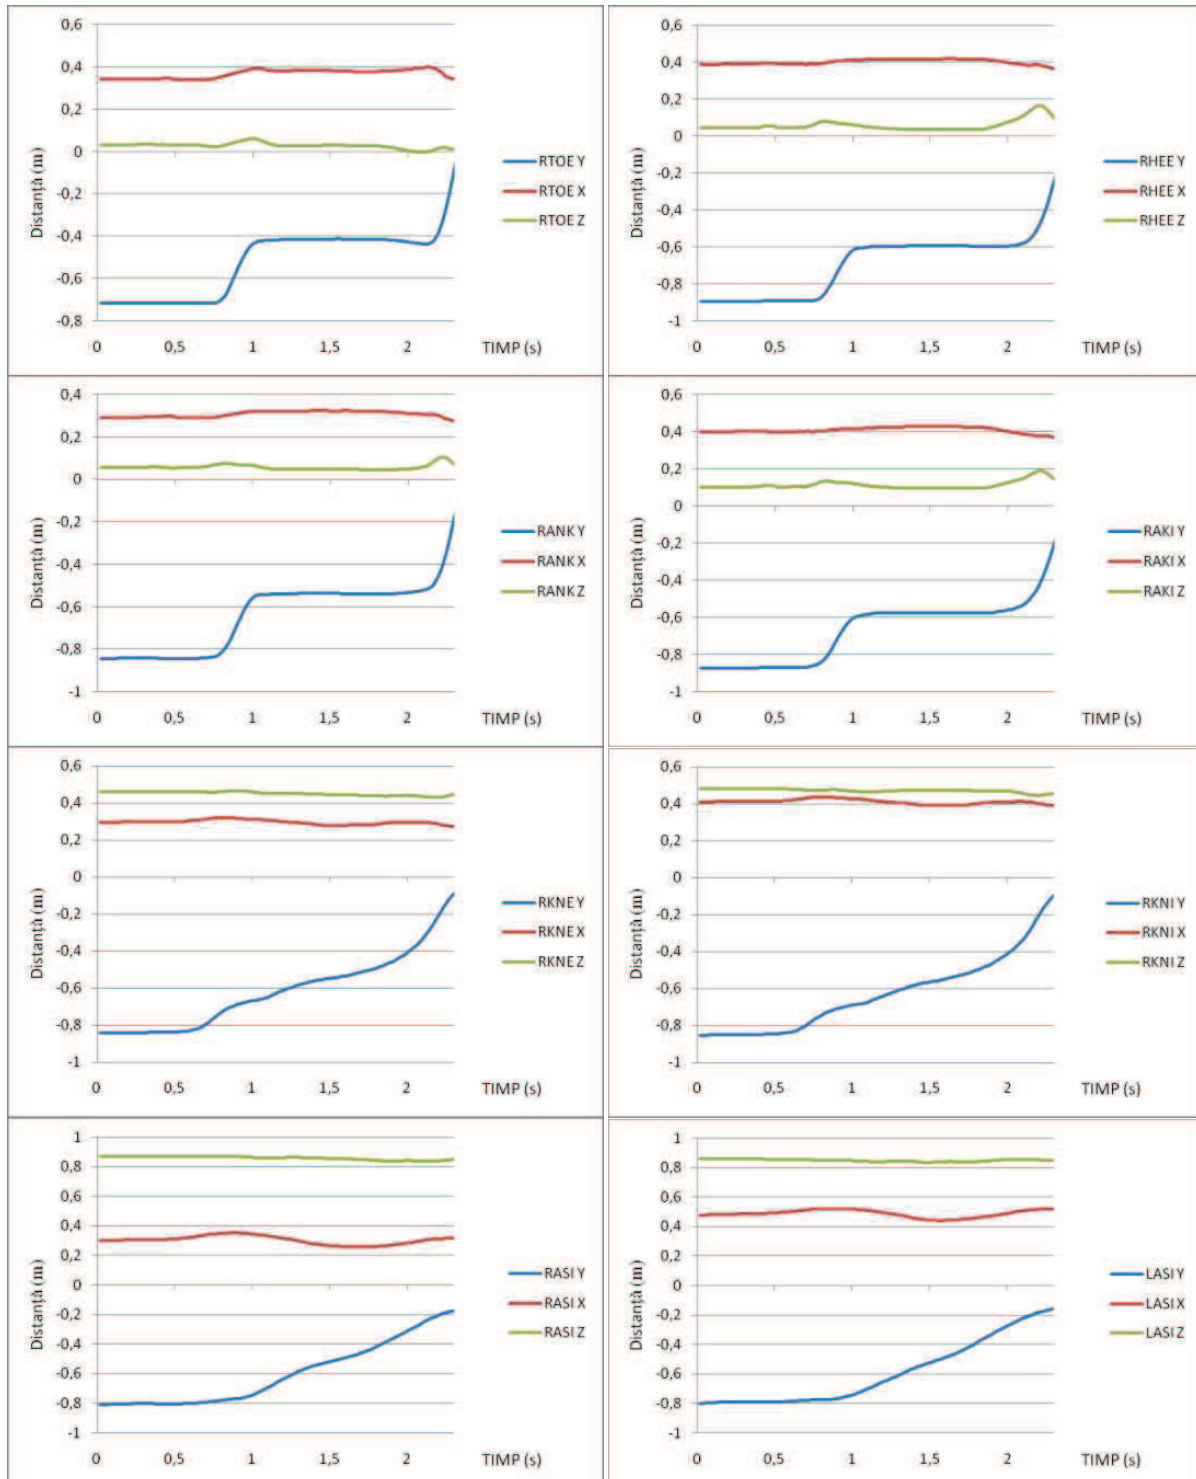 0,6
0,4
0,2
0
-0,2
-0,4
-0,6
-0,8
Distanță (m)
RTOE Y
RTOE X
RTOE Z
0 0,5 1 1,5 2 TIMP (s)
0,6
0,4
0,2
0
-0,2
-0,4
-0,6
-0,8
-1
Distanță (m)
RHEE Y
RHEE X
RHEE Z
0 0,5 1 1,5 2 TIMP (s)
0,4
0,2
0
-0,2
-0,4
-0,6
-0,8
-1
Distanță (m)
RANK Y
RANK X
RANK Z
0 0,5 1 1,5 2 TIMP (s)
0,6
0,4
0,2
0
-0,2
-0,4
-0,6
-0,8
-1
Distanță (m)
RAKI Y
RAKI X
RAKI Z
0 0,5 1 1,5 2 TIMP (s)
0,6
0,4
0,2
0
-0,2
-0,4
-0,6
-0,8
-1
Distanță (m)
RKNE Y
RKNE X
RKNE Z
0 0,5 1 1,5 2 TIMP (s)
0,6
0,4
0,2
0
-0,2
-0,4
-0,6
-0,8
-1
Distanță (m)
RKNI Y
RKNI X
RKNI Z
0 0,5 1 1,5 2 TIMP (s)
1
0,8
0,6
0,4
0,2
0
-0,2
-0,4
-0,6
-0,8
-1
Distanță (m)
RASI Y
RASI X
RASI Z
0 0,5 1 1,5 2 TIMP (s)
1
0,8
0,6
0,4
0,2
0
-0,2
-0,4
-0,6
-0,8
-1
Distanță (m)
LASI Y
LASI X
LASI Z
0 0,5 1 1,5 2 TIMP (s)